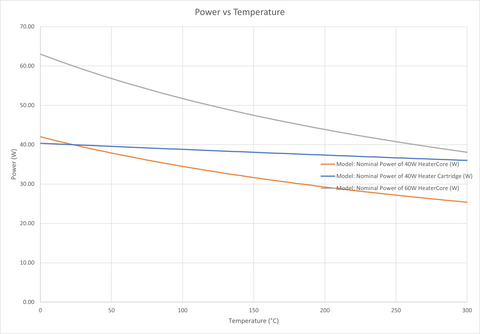 Power vs Temperature
70.00
60.00
50.00
40.00
30.00
20.00
10.00
0.00
Power (W)
Model: Nominal Power of 40W HeaterCore (W)
Model: Nominal Power of 40W Heater Cartridge (W)
Model: Nominal Power of 60W HeaterCore (W)
0 50 100 150 200 250 300
Temperature (°C)